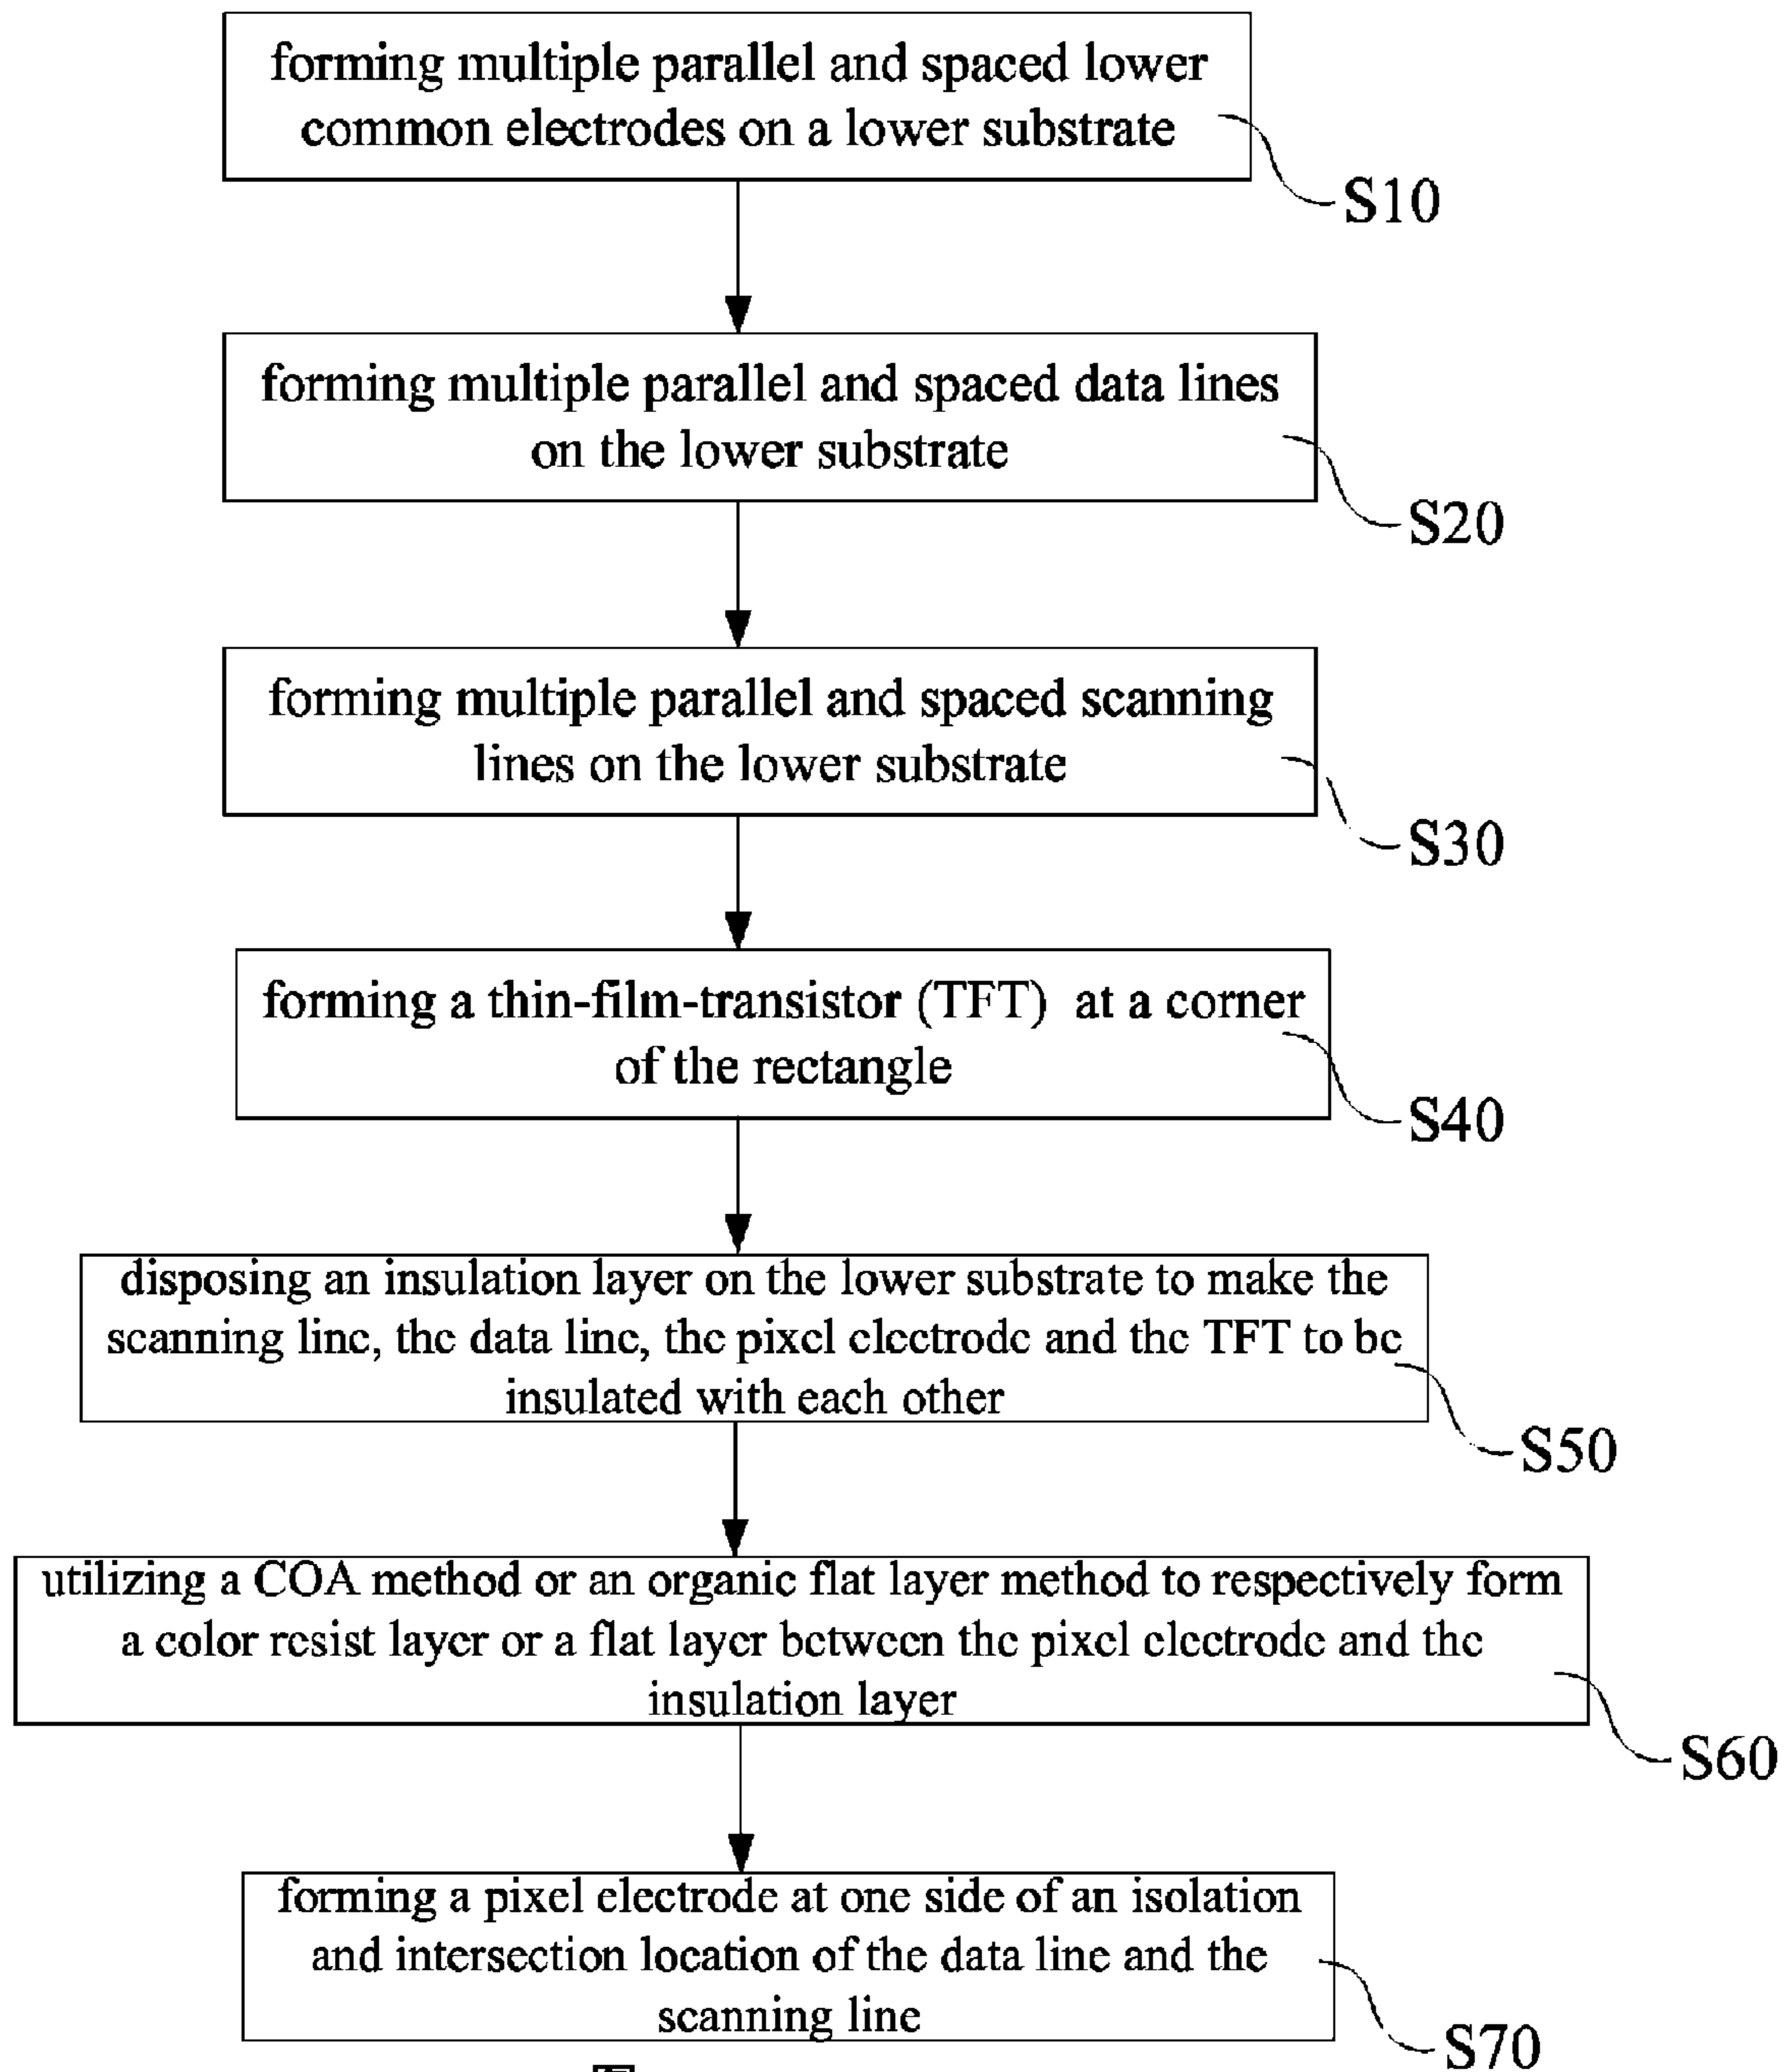 forming multiple parallel and spaced lower
common electrodes on a lower substrate
S10
forming multiple parallel and spaced data lines
on the lower substrate
S20
forming multiple parallel and spaced scanning
lines on the lower substrate
S30
forming a thin-film-transistor (TFT) at a corner
of the rectangle
S40
disposing an insulation layer on the lower substrate to make the
scanning line, the data line, the pixel electrode and the TFT to be
insulated with each other
S50
utilizing a COA method or an organic flat layer method to respectively form
a color resist layer or a flat layer between the pixel electrode and the
insulation layer
S60
forming a pixel electrode at one side of an isolation
and intersection location of the data line and the
scanning line
S70